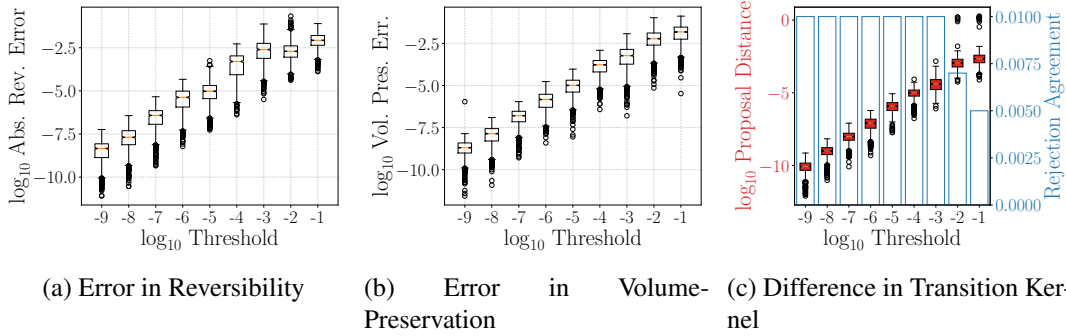 log₁₀ Abs. Rev. Error
−2.5
−5.0
−7.5
−10.0
-9 -8 -7 -6 -5 -4 -3 -2 -1
log₁₀ Threshold
(a) Error in Reversibility
log₁₀ Vol. Pres. Err.
−2.5
−5.0
−7.5
−10.0
-9 -8 -7 -6 -5 -4 -3 -2 -1
log₁₀ Threshold
(b) Error in Volume-
Preservation
log₁₀ Proposal Distance
0
−5
−10
-9 -8 -7 -6 -5 -4 -3 -2 -1
log₁₀ Threshold
0.0100
0.0075
0.0050
0.0025
0.0000
Rejection Agreement
(c) Difference in Transition Ker-
nel